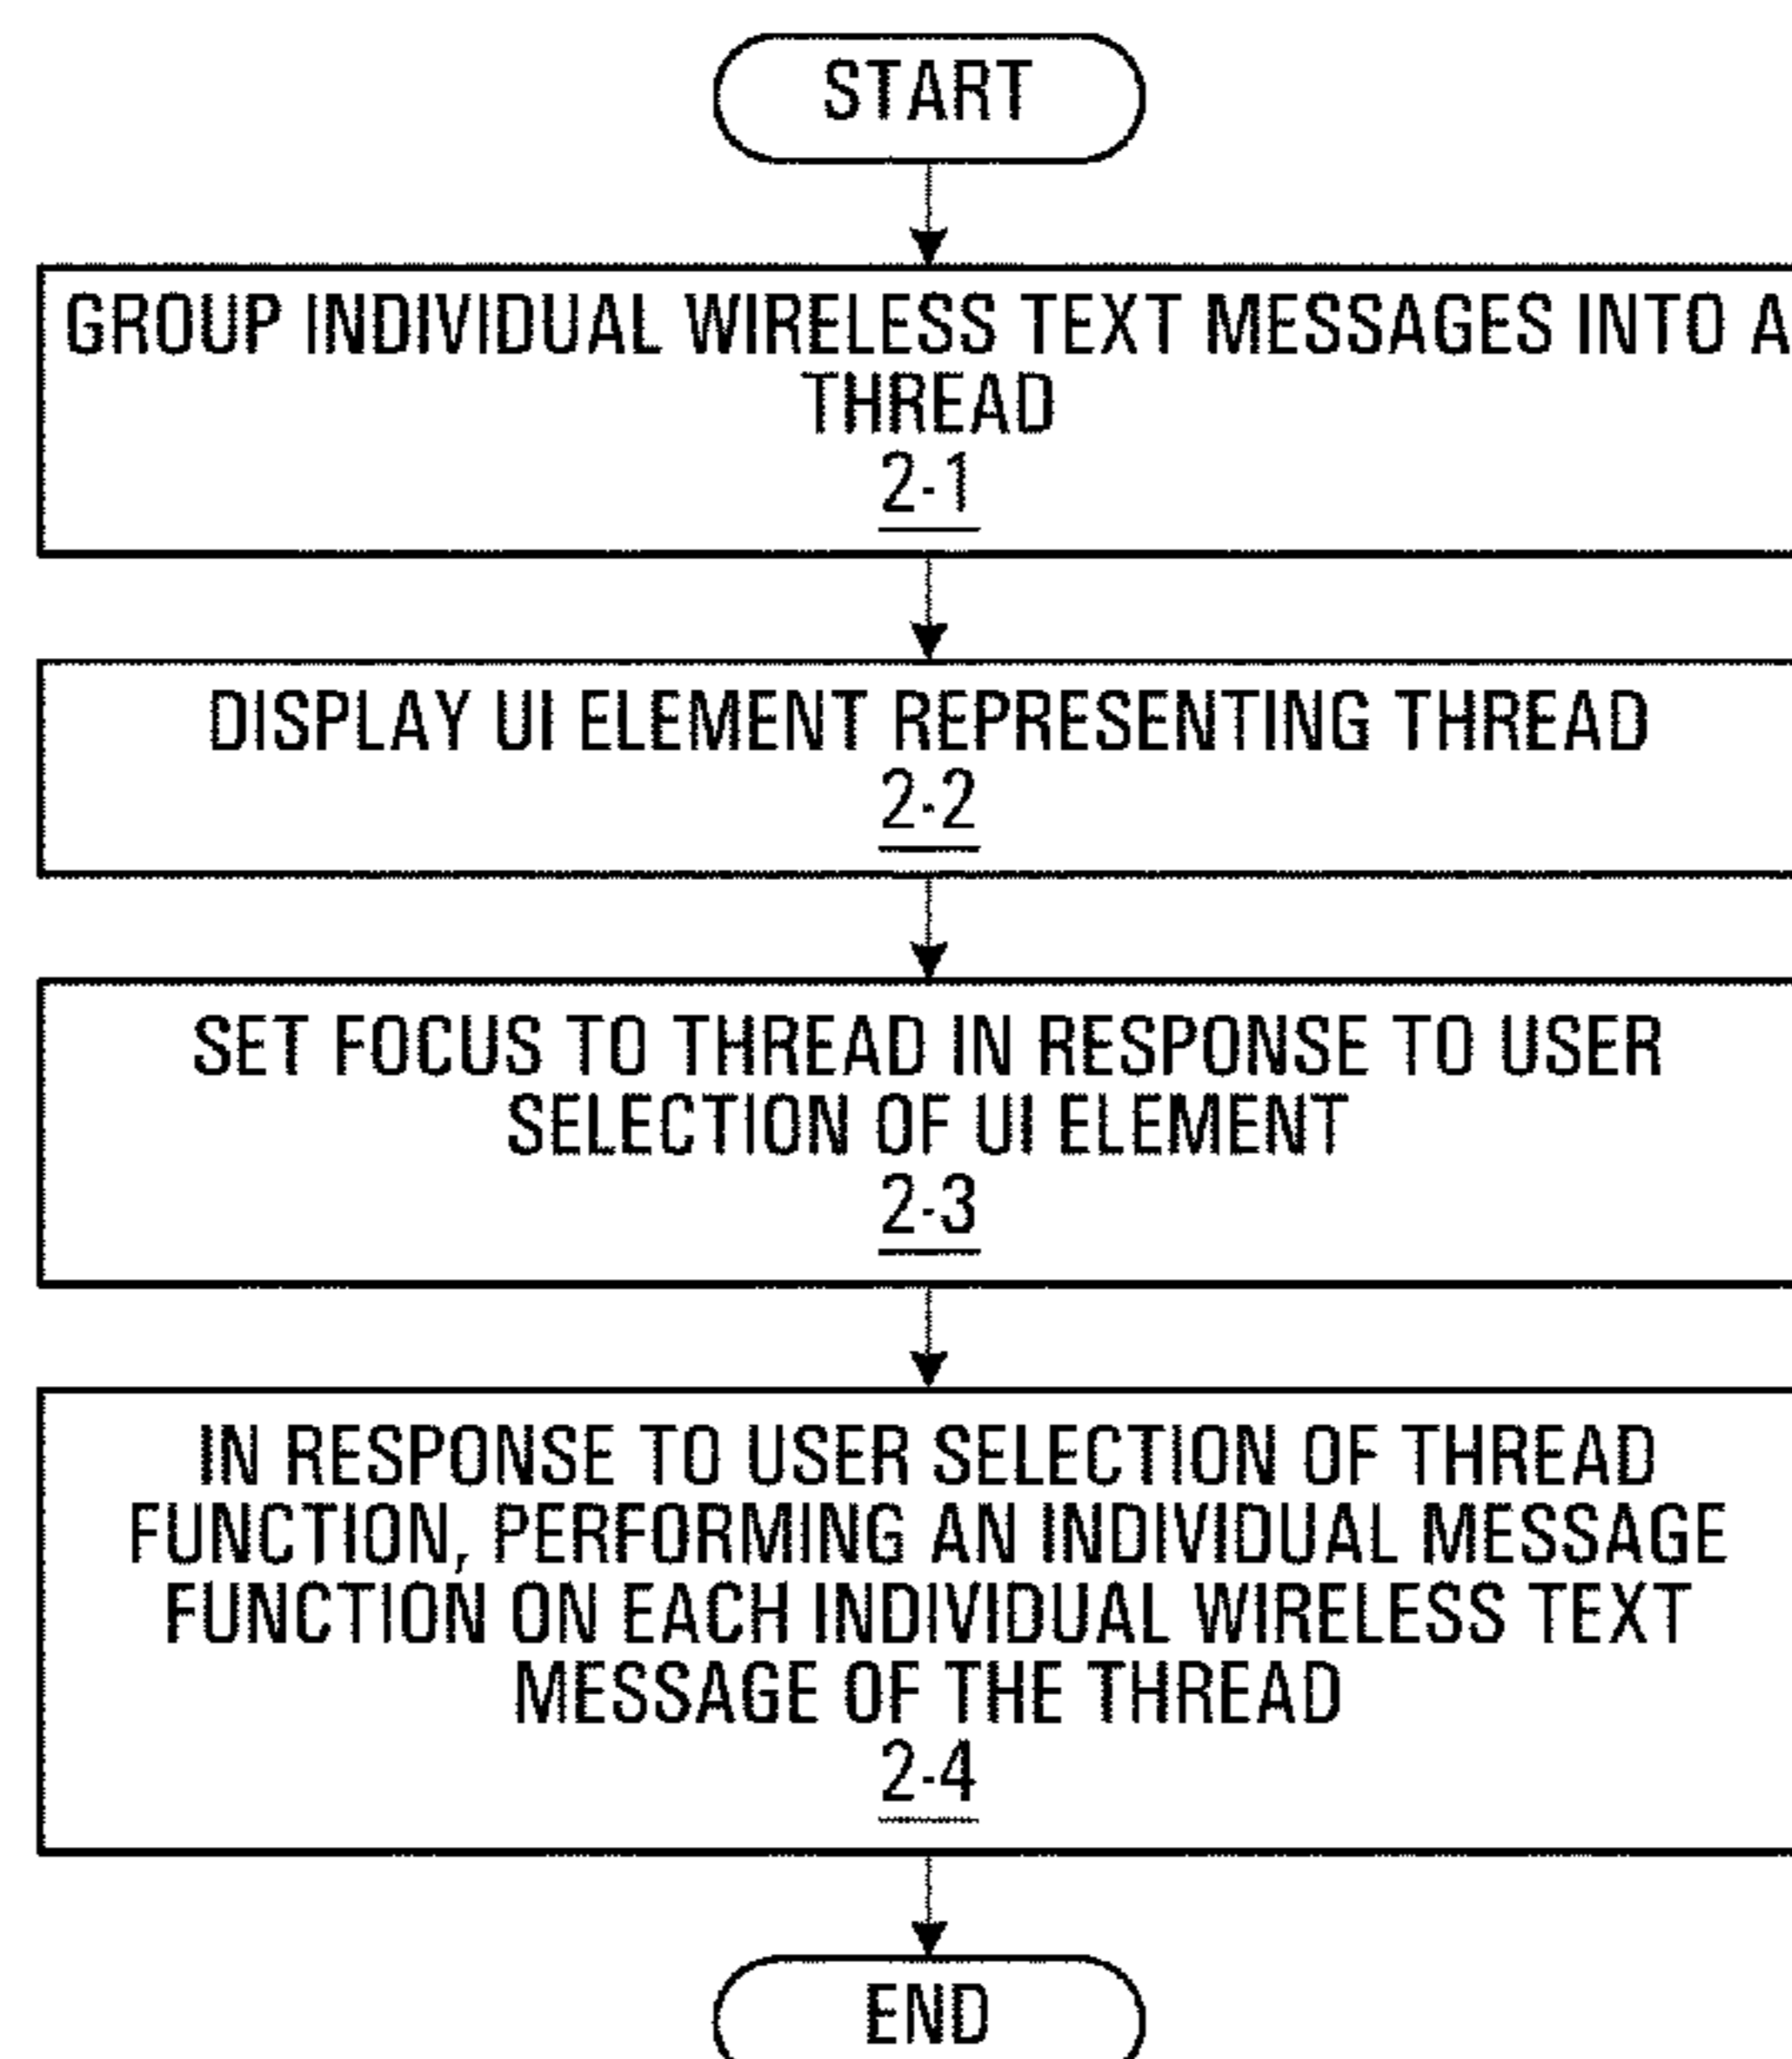 START
GROUP INDIVIDUAL WIRELESS TEXT MESSAGES INTO A
THREAD
2-1
DISPLAY UI ELEMENT REPRESENTING THREAD
2-2
SET FOCUS TO THREAD IN RESPONSE TO USER
SELECTION OF UI ELEMENT
2-3
IN RESPONSE TO USER SELECTION OF THREAD
FUNCTION, PERFORMING AN INDIVIDUAL MESSAGE
FUNCTION ON EACH INDIVIDUAL WIRELESS TEXT
MESSAGE OF THE THREAD
2-4
END